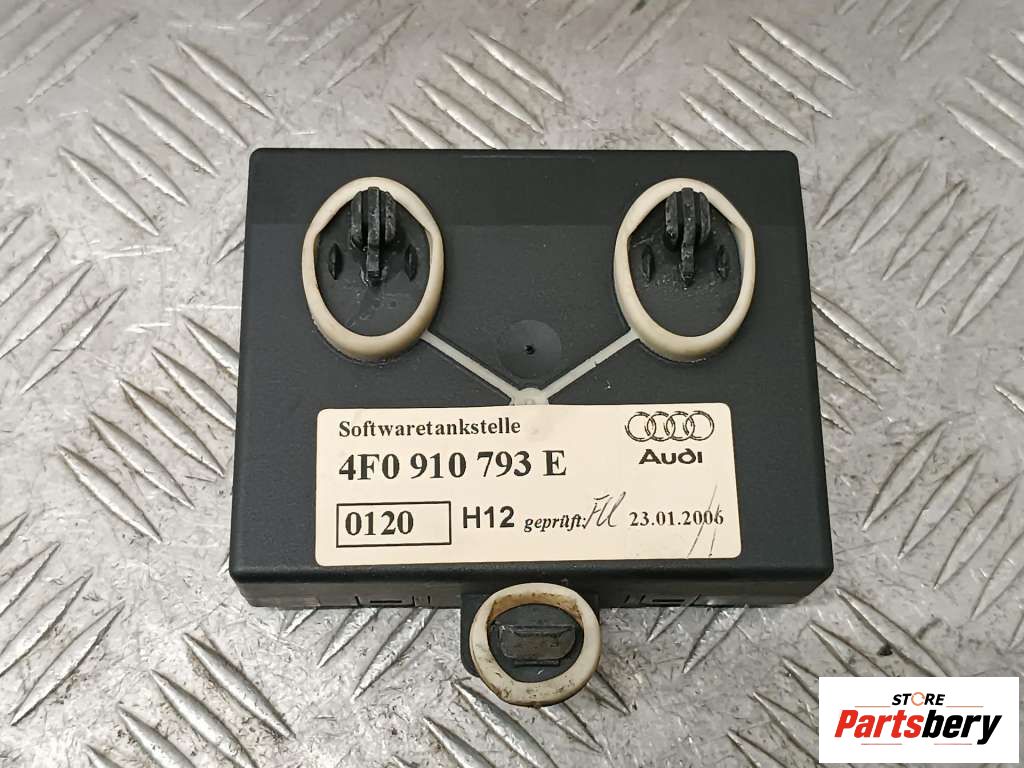 Softwaretankstelle
4F0 910 793 E
Audi
0120 H12 geprüft: 23.01.2006
STORE
Partsbery